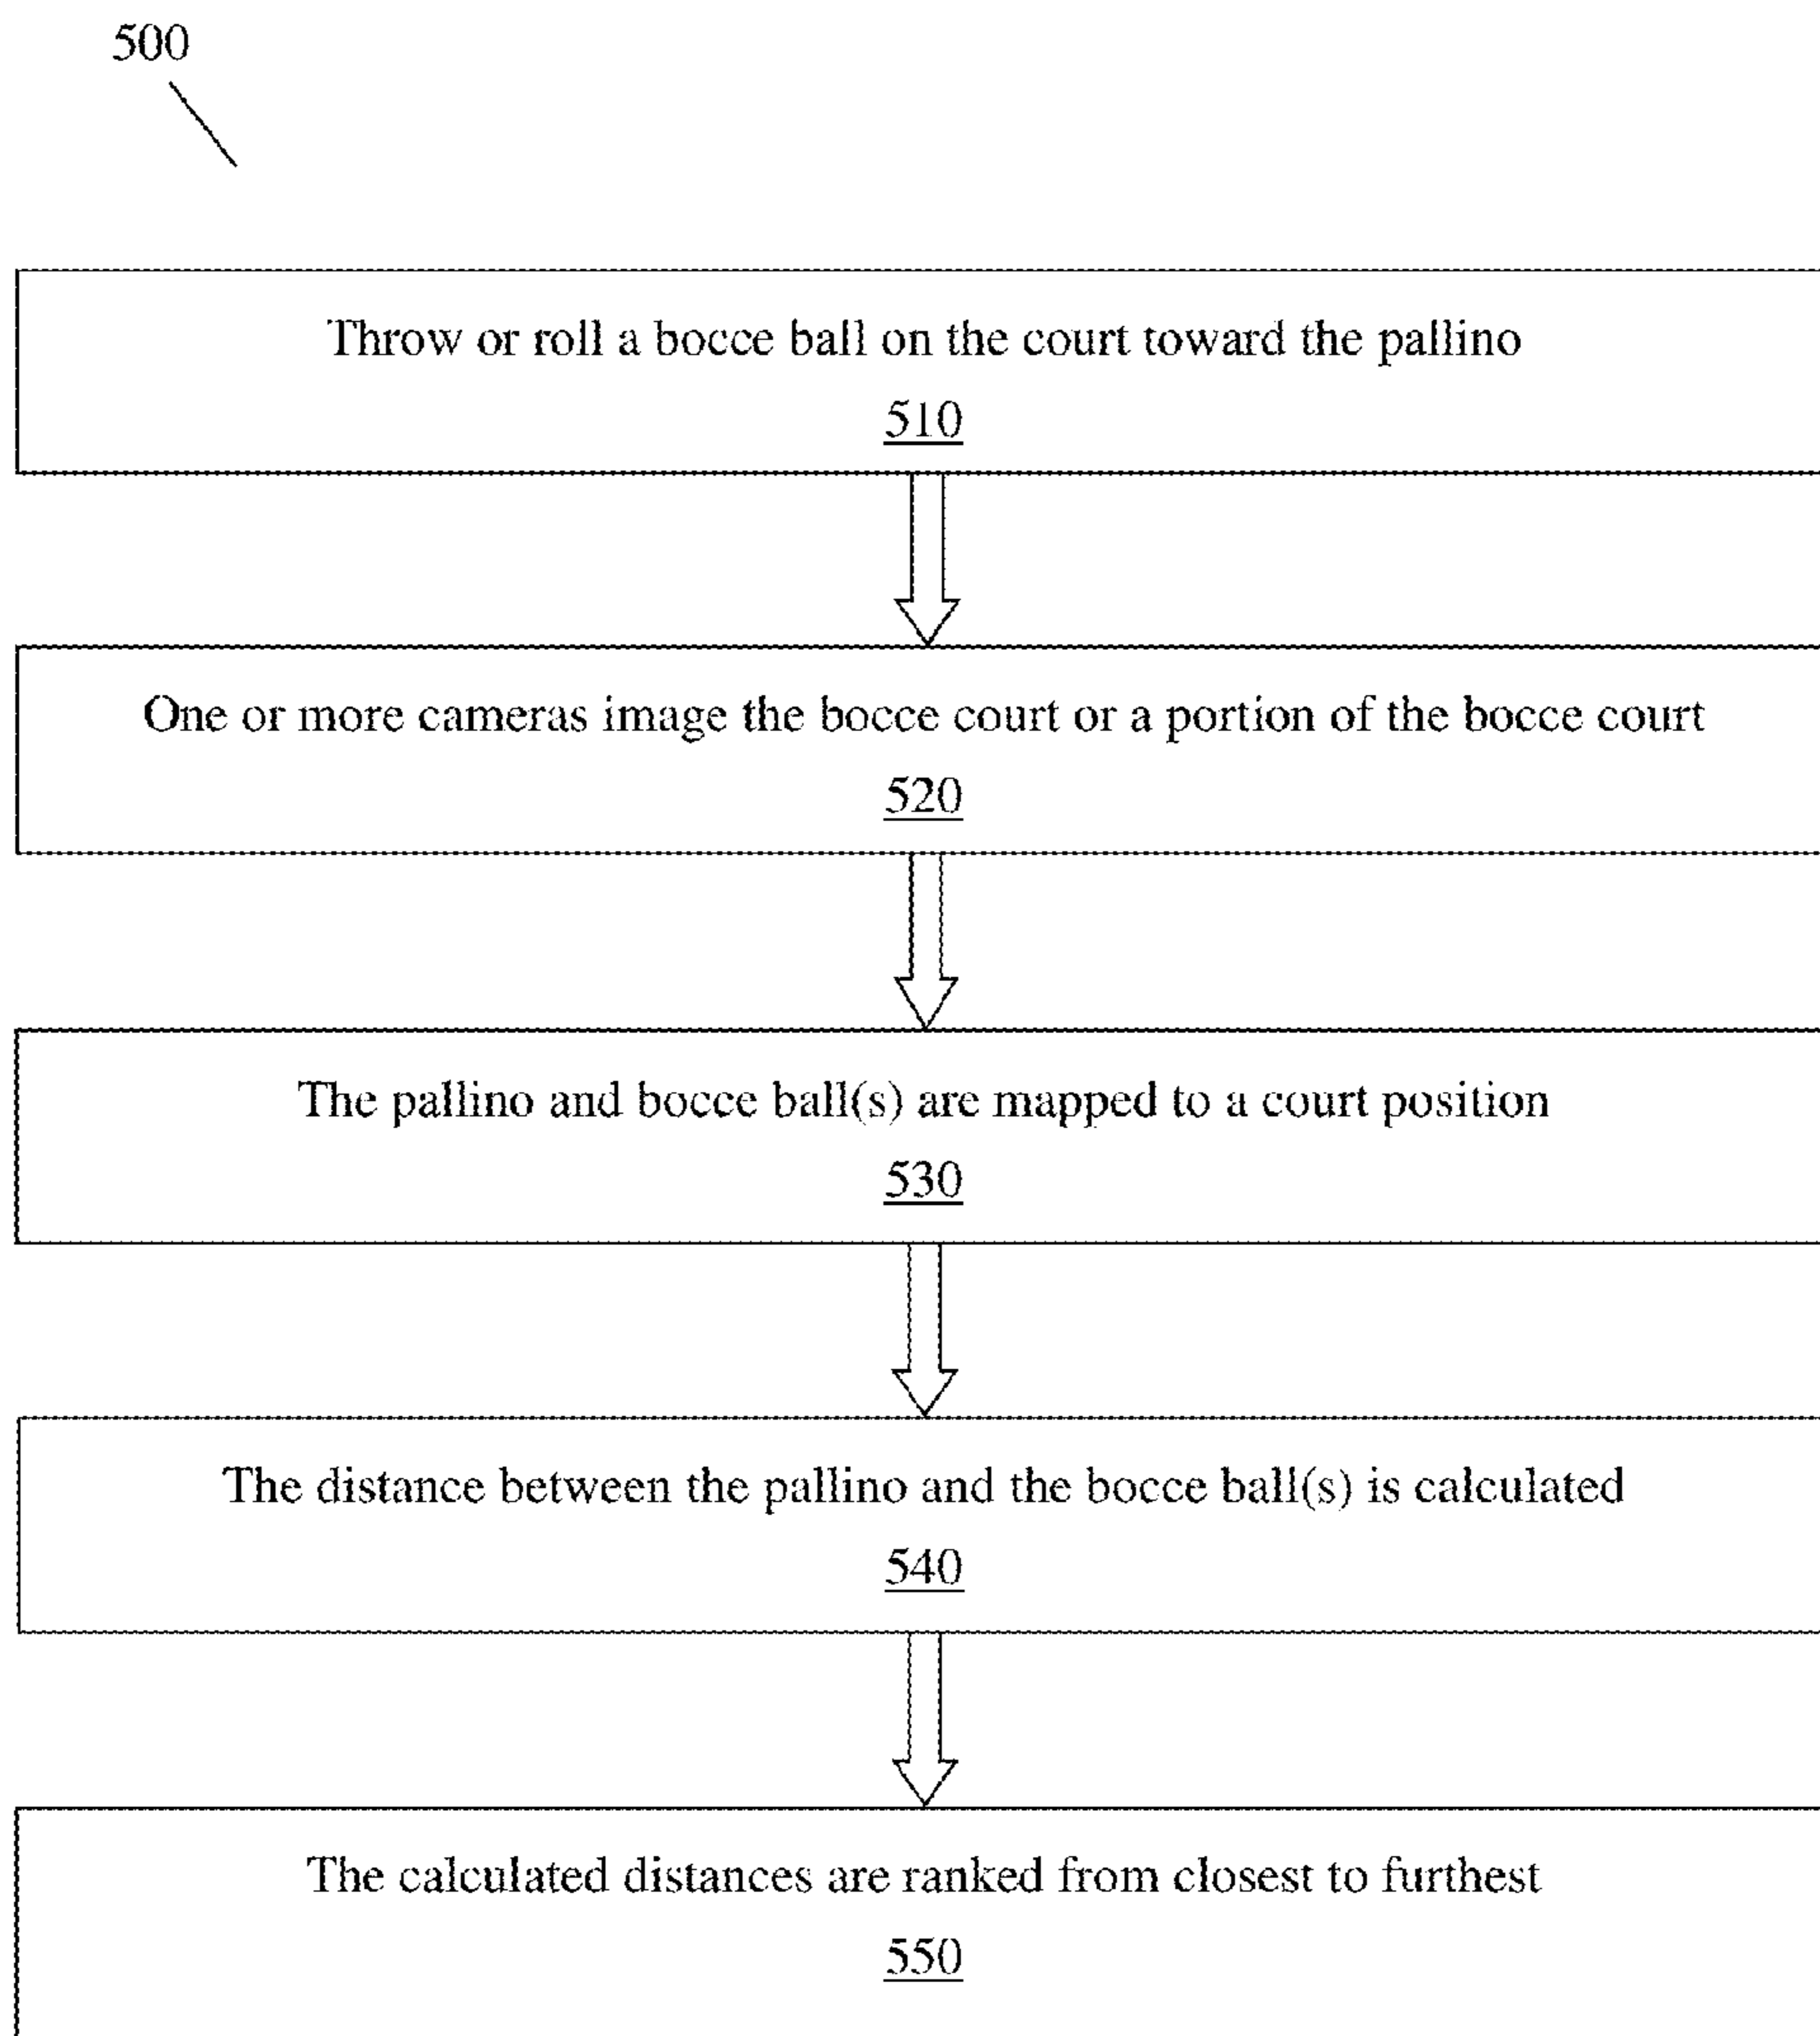 500
Throw or roll a bocce ball on the court toward the pallino
510
One or more cameras image the bocce court or a portion of the bocce court
520
The pallino and bocce ball(s) are mapped to a court position
530
The distance between the pallino and the bocce ball(s) is calculated
540
The calculated distances are ranked from closest to furthest
550